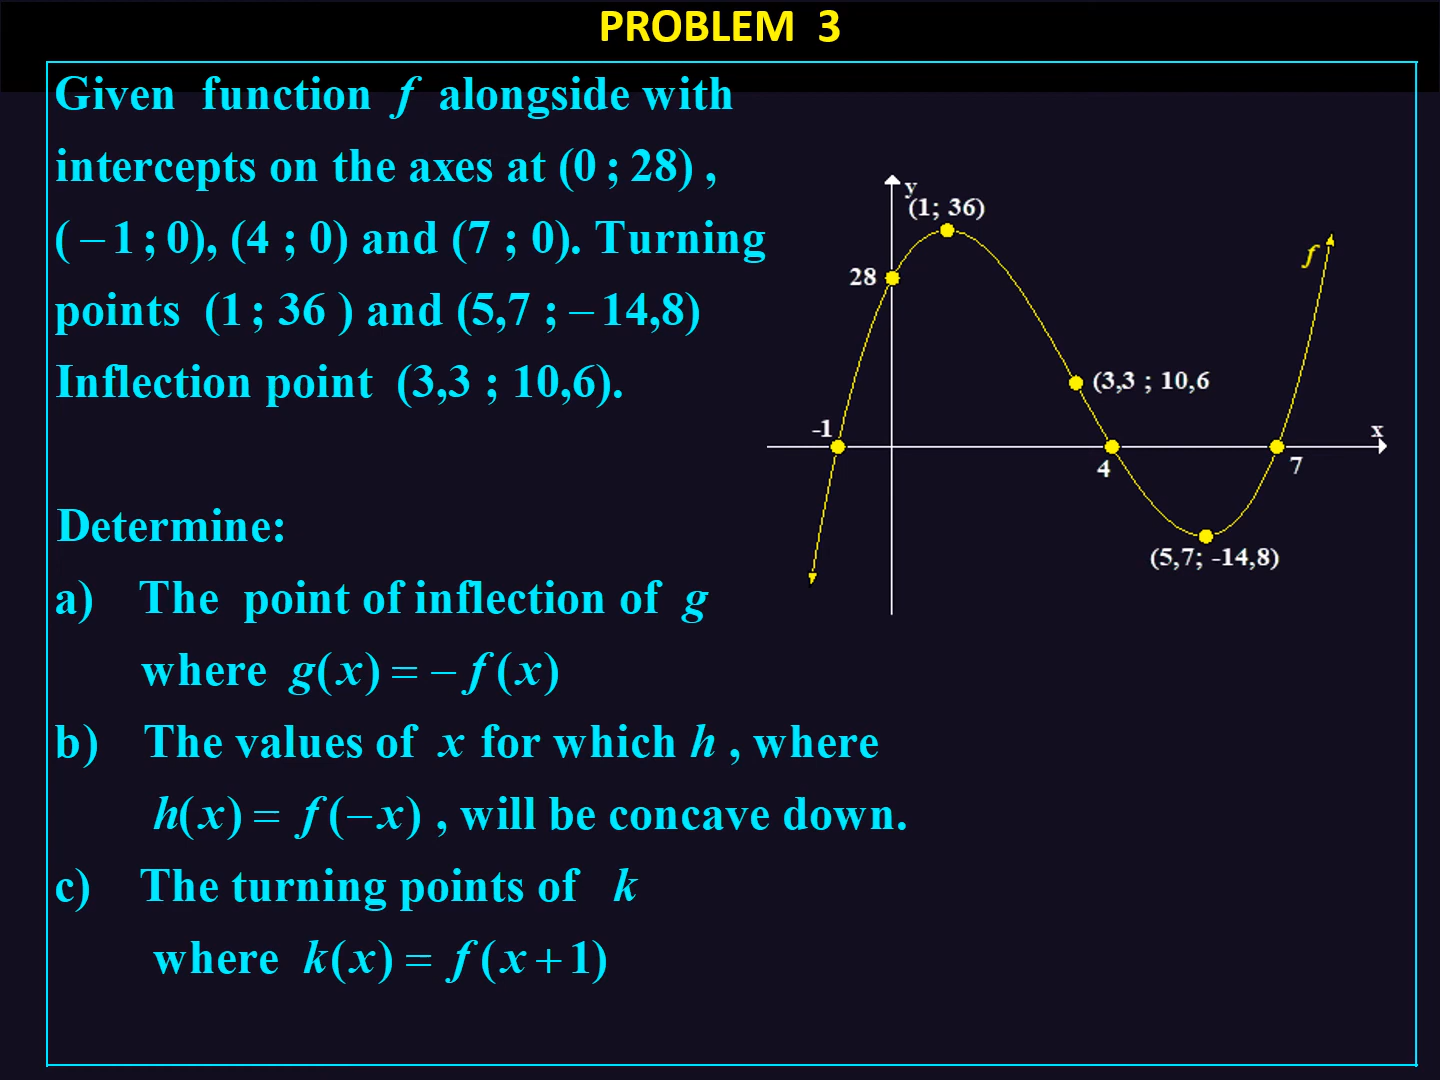 PROBLEM 3
Given function f alongside with
intercepts on the axes at (0 ; 28) ,
( – 1 ; 0), (4 ; 0) and (7 ; 0). Turning
points (1 ; 36 ) and (5,7 ; – 14,8)
Inflection point (3,3 ; 10,6).
Determine:
a) The point of inflection of g
where g(x) = – f (x)
b) The values of x for which h , where
h(x) = f (– x) , will be concave down.
c) The turning points of k
where k(x) = f (x + 1)
y
(1; 36)
f
28
(3,3 ; 10,6
-1
x
4
7
(5,7; -14,8)